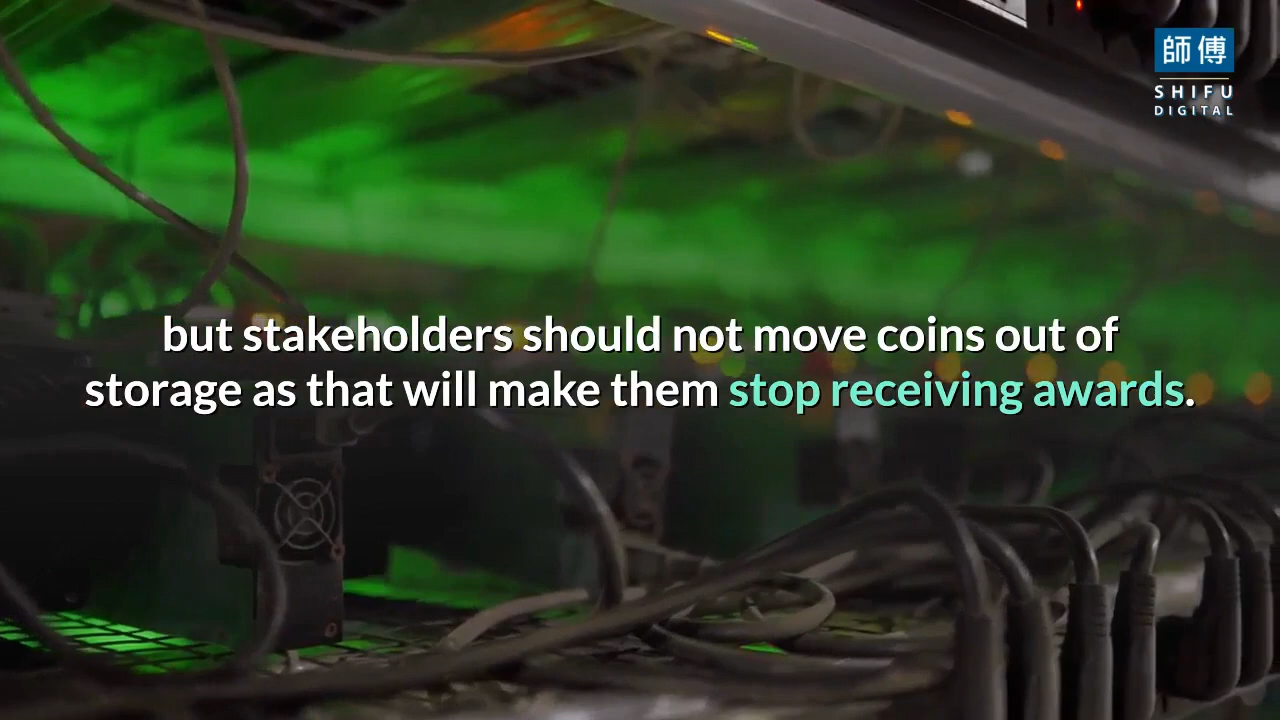 師傅
SHIFU
DIGITAL
but stakeholders should not move coins out of
storage as that will make them stop receiving awards.